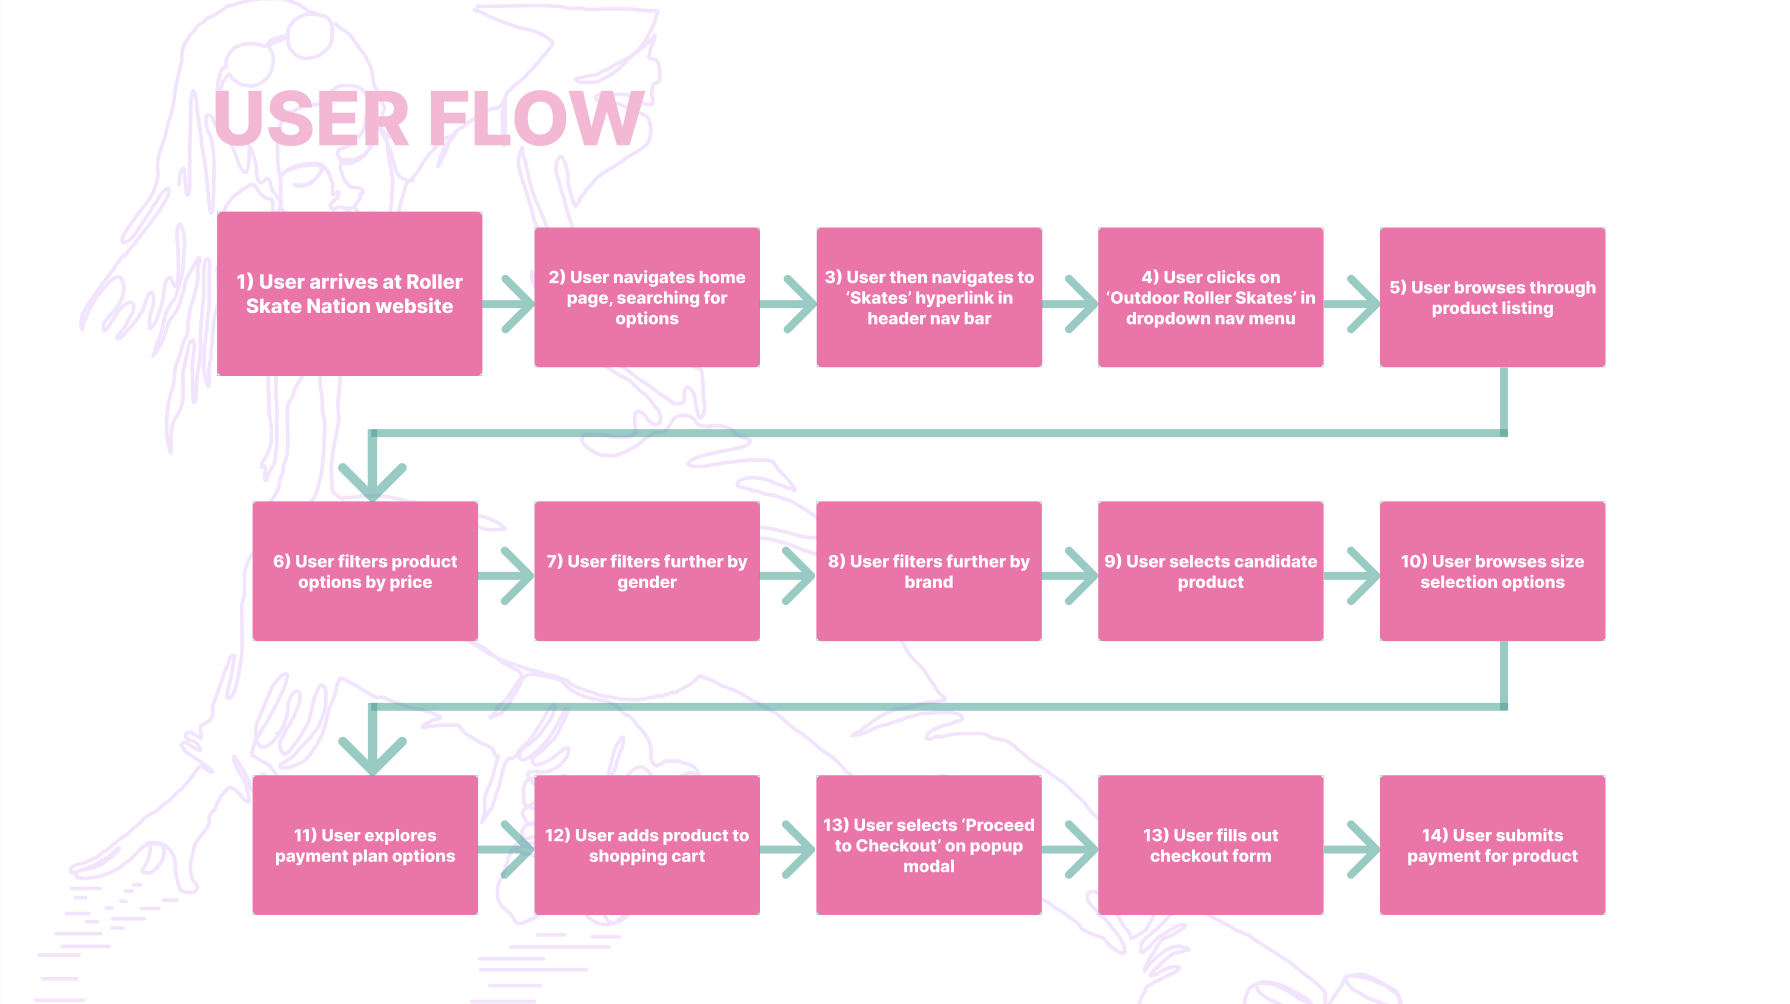 USER FLOW
1) User arrives at Roller
Skate Nation website
2) User navigates home
page, searching for
options
3) User then navigates to
‘Skates’ hyperlink in
header nav bar
4) User clicks on
‘Outdoor Roller Skates’ in
dropdown nav menu
5) User browses through
product listing
6) User filters product
options by price
7) User filters further by
gender
8) User filters further by
brand
9) User selects candidate
product
10) User browses size
selection options
11) User explores
payment plan options
12) User adds product to
shopping cart
13) User selects ‘Proceed
to Checkout’ on popup
modal
13) User fills out
checkout form
14) User submits
payment for product